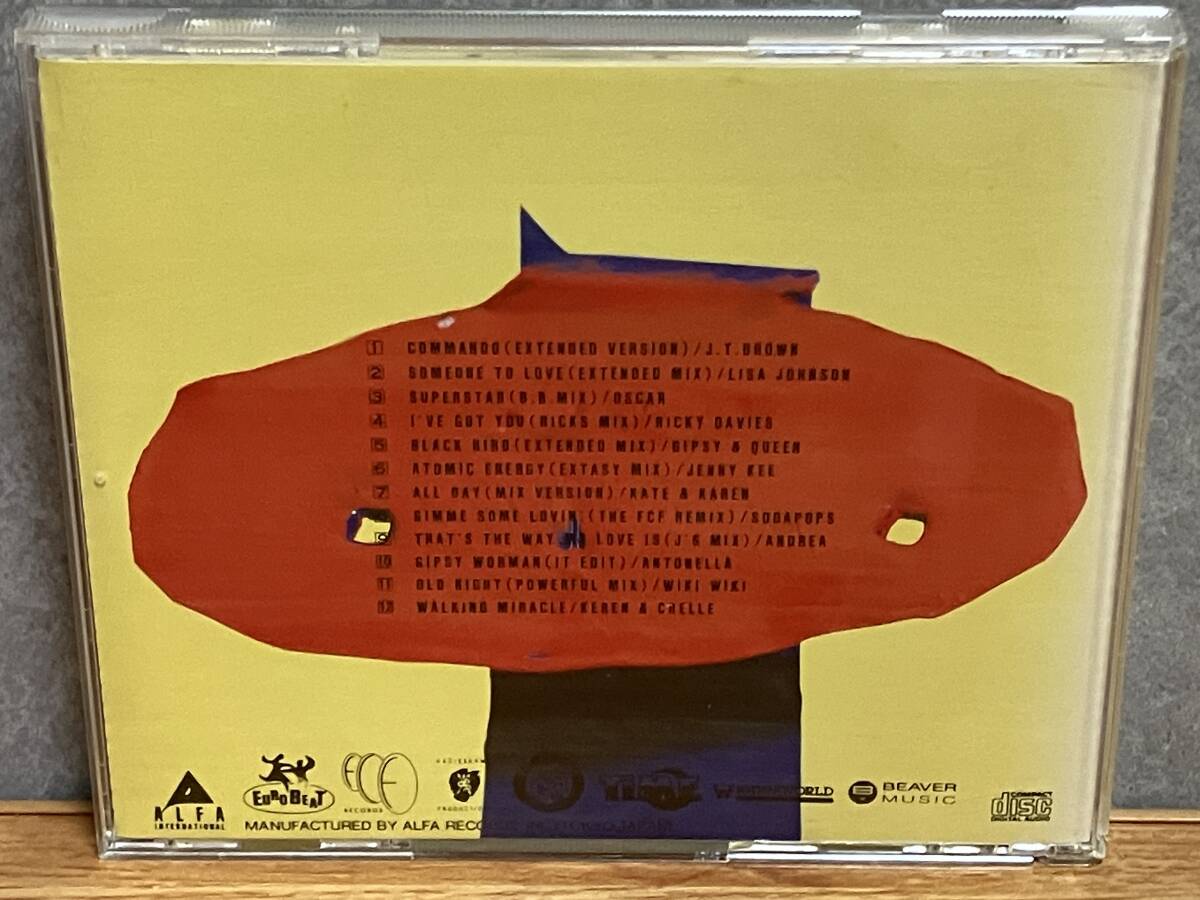 1 COMMANDO(EXTENDED VERSION)/J.T.BROWN
2 SOMEONE TO LOVE(EXTENDED MIX)/LISA JOHNSON
3 SUPERSTAR(B.B.MIX)/OSCAR
4 I'VE GOT YOU(RICKS MIX)/RICKY DAVIES
5 BLACK BIRD(EXTENDED MIX)/GIPSY & QUEEN
6 ATOMIC ENERGY(EXTASY MIX)/JENNY KEE
7 ALL DAY(MIX VERSION)/KATE & KAREN
GIMME SOME LOVIN'(THE FCF REMIX)/SODAPOPS
9 THAT'S THE WAY LOVE IS(J'S MIX)/ANDREA
10 GIPSY WORMAN(IT EDIT)/ANTONELLA
11 OLD NIGHT(POWERFUL MIX)/WIKI WIKI
12 WALKING MIRACLE/KEREN & CHELLE
ALFA
INTERNATIONAL
EUROBEAT
RECORDS
TIME
BEAVER
MUSIC
COMPACT
disc
DIGITAL AUDIO
MANUFACTURED BY ALFA RECO